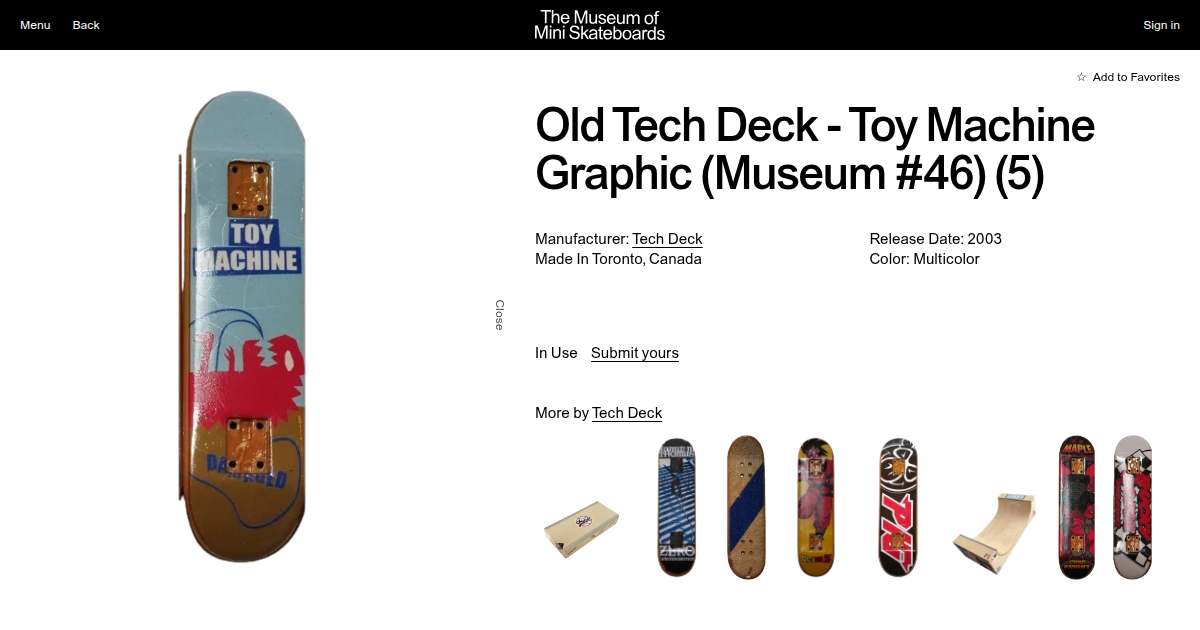 Menu
Back
The Museum of
Mini Skateboards
Sign in
☆ Add to Favorites
Old Tech Deck - Toy Machine
Graphic (Museum #46) (5)
Manufacturer: Tech Deck
Made In Toronto, Canada
Release Date: 2003
Color: Multicolor
Close
In Use
Submit yours
More by Tech Deck
TOY
MACHINE
ZERO
MAPLE